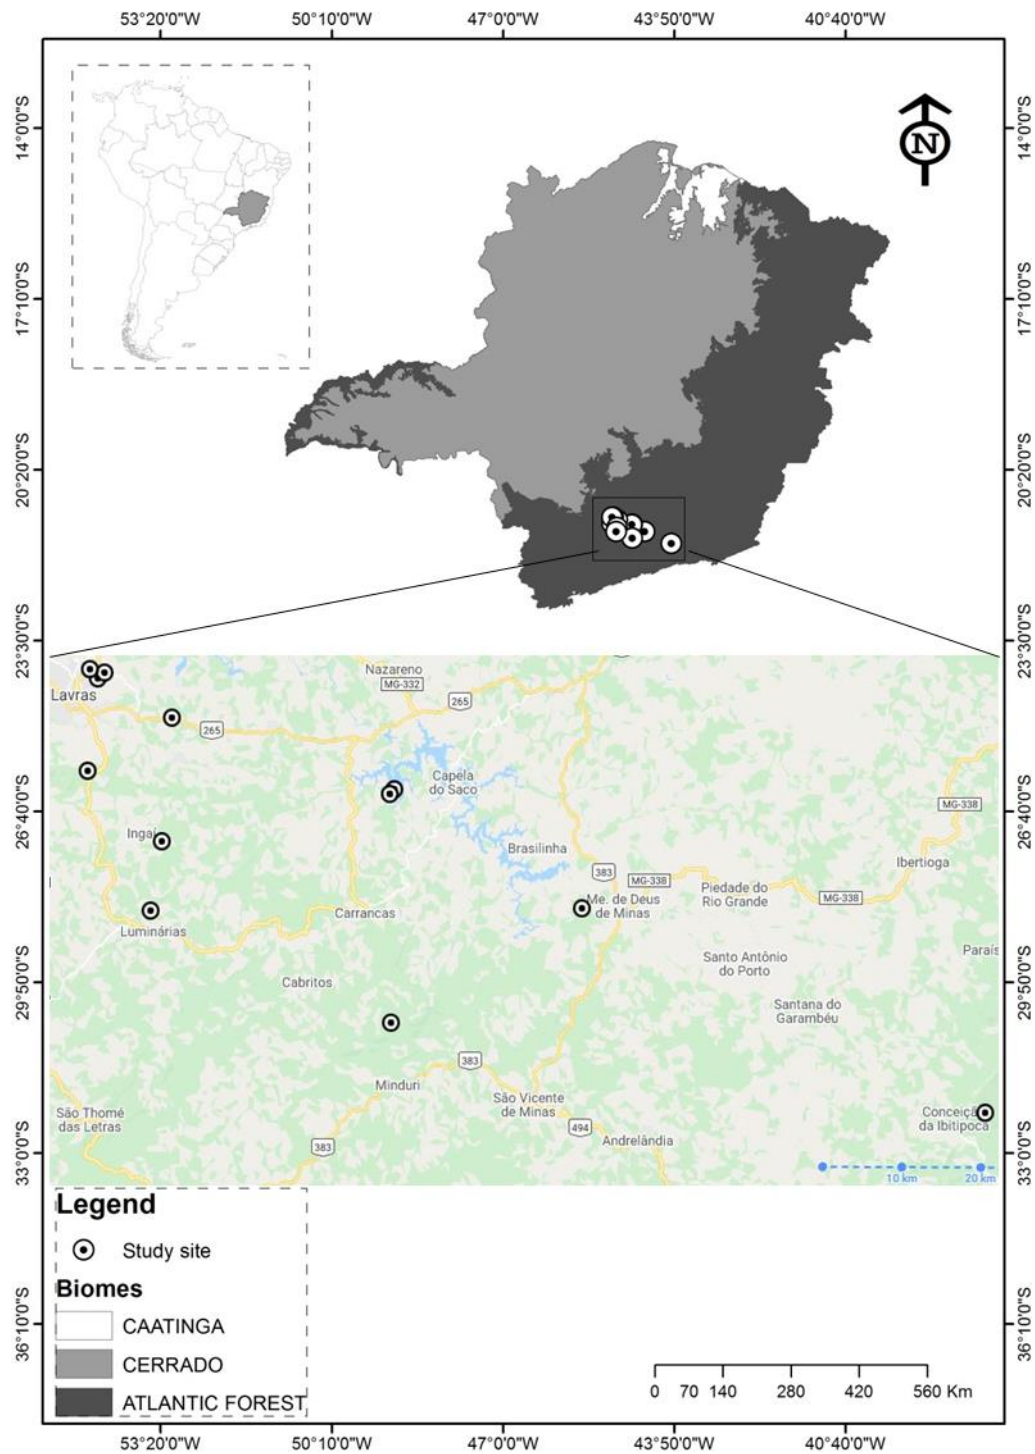 53°20'0"W 50°10'0"W 47°0'0"W 43°50'0"W 40°40'0"W
14°0'0"S 14°0'0"S
N
17°10'0"S 17°10'0"S
20°20'0"S 20°20'0"S
23°30'0"S 23°30'0"S
Nazareno
MG-332
Lavras
265
265
Capela
do Saco
26°40'0"S 26°40'0"S
MG-338
Ingaí
Brasilinha
Ibertioga
383
MG-338
Piedade do
Rio Grande
MG-338
Me. de Deus
de Minas
Carrancas
Luminárias
Paraís
Santo Antônio
do Porto
Cabritos
29°50'0"S 29°50'0"S
Santana do
Garambéu
383
Minduri
São Vicente
de Minas
São Thomé
das Letras
Conceição
da Ibitipoca
494
Andrelândia
383
33°0'0"S 33°0'0"S
10 km 20 km
Legend
Study site
Biomes
CAATINGA
CERRADO
ATLANTIC FOREST
36°10'0"S 36°10'0"S
0 70 140 280 420 560 Km
53°20'0"W 50°10'0"W 47°0'0"W 43°50'0"W 40°40'0"W